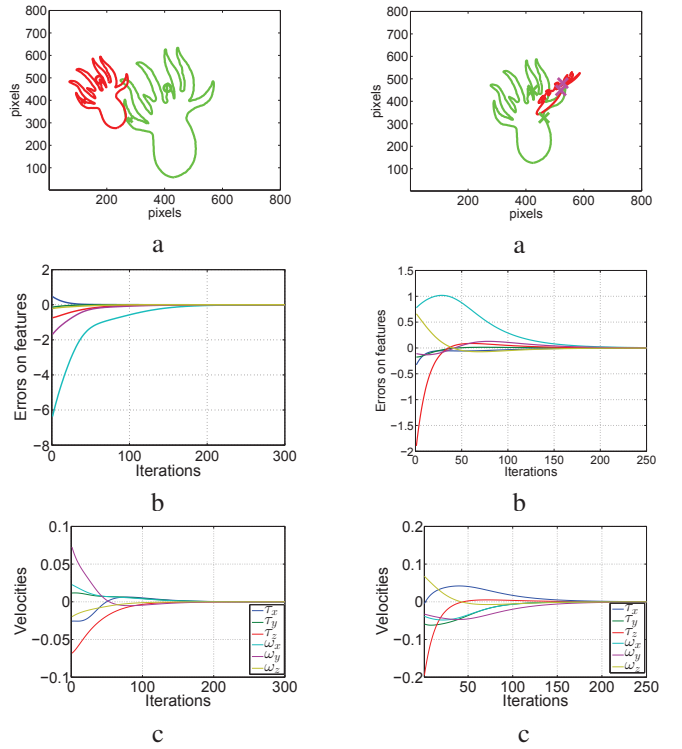 800
700
600
500
400
300
200
100
pixels
200 400 600 800
pixels
a
800
700
600
500
400
300
200
100
pixels
200 400 600 800
pixels
a
2
0
−2
−4
−6
−8
Errors on features
0 100 200 300
Iterations
b
1.5
1
0.5
0
−0.5
−1
−1.5
−2
Errors on features
0 50 100 150 200 250
Iterations
b
0.1
0.05
0
−0.05
−0.1
Velocities
τx
τy
τz
ωx
ωy
ωz
0 100 200 300
Iterations
c
0.2
0.1
0
−0.1
−0.2
Velocities
τx
τy
τz
ωx
ωy
ωz
50 100 150 200 250
Iterations
c